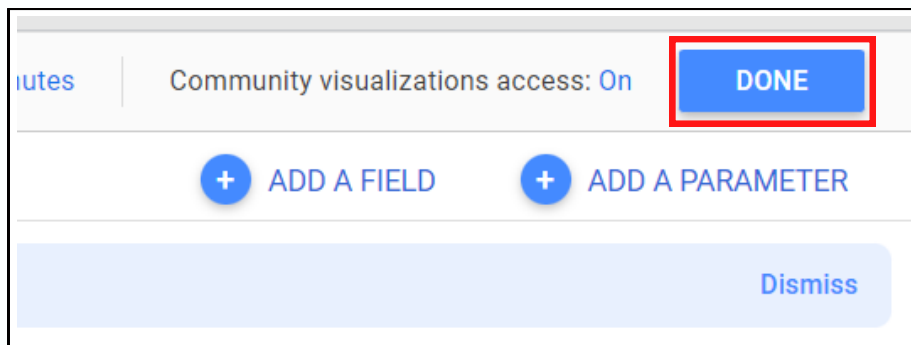 Community visualizations access: On DONE
+ ADD A FIELD + ADD A PARAMETER
Dismiss